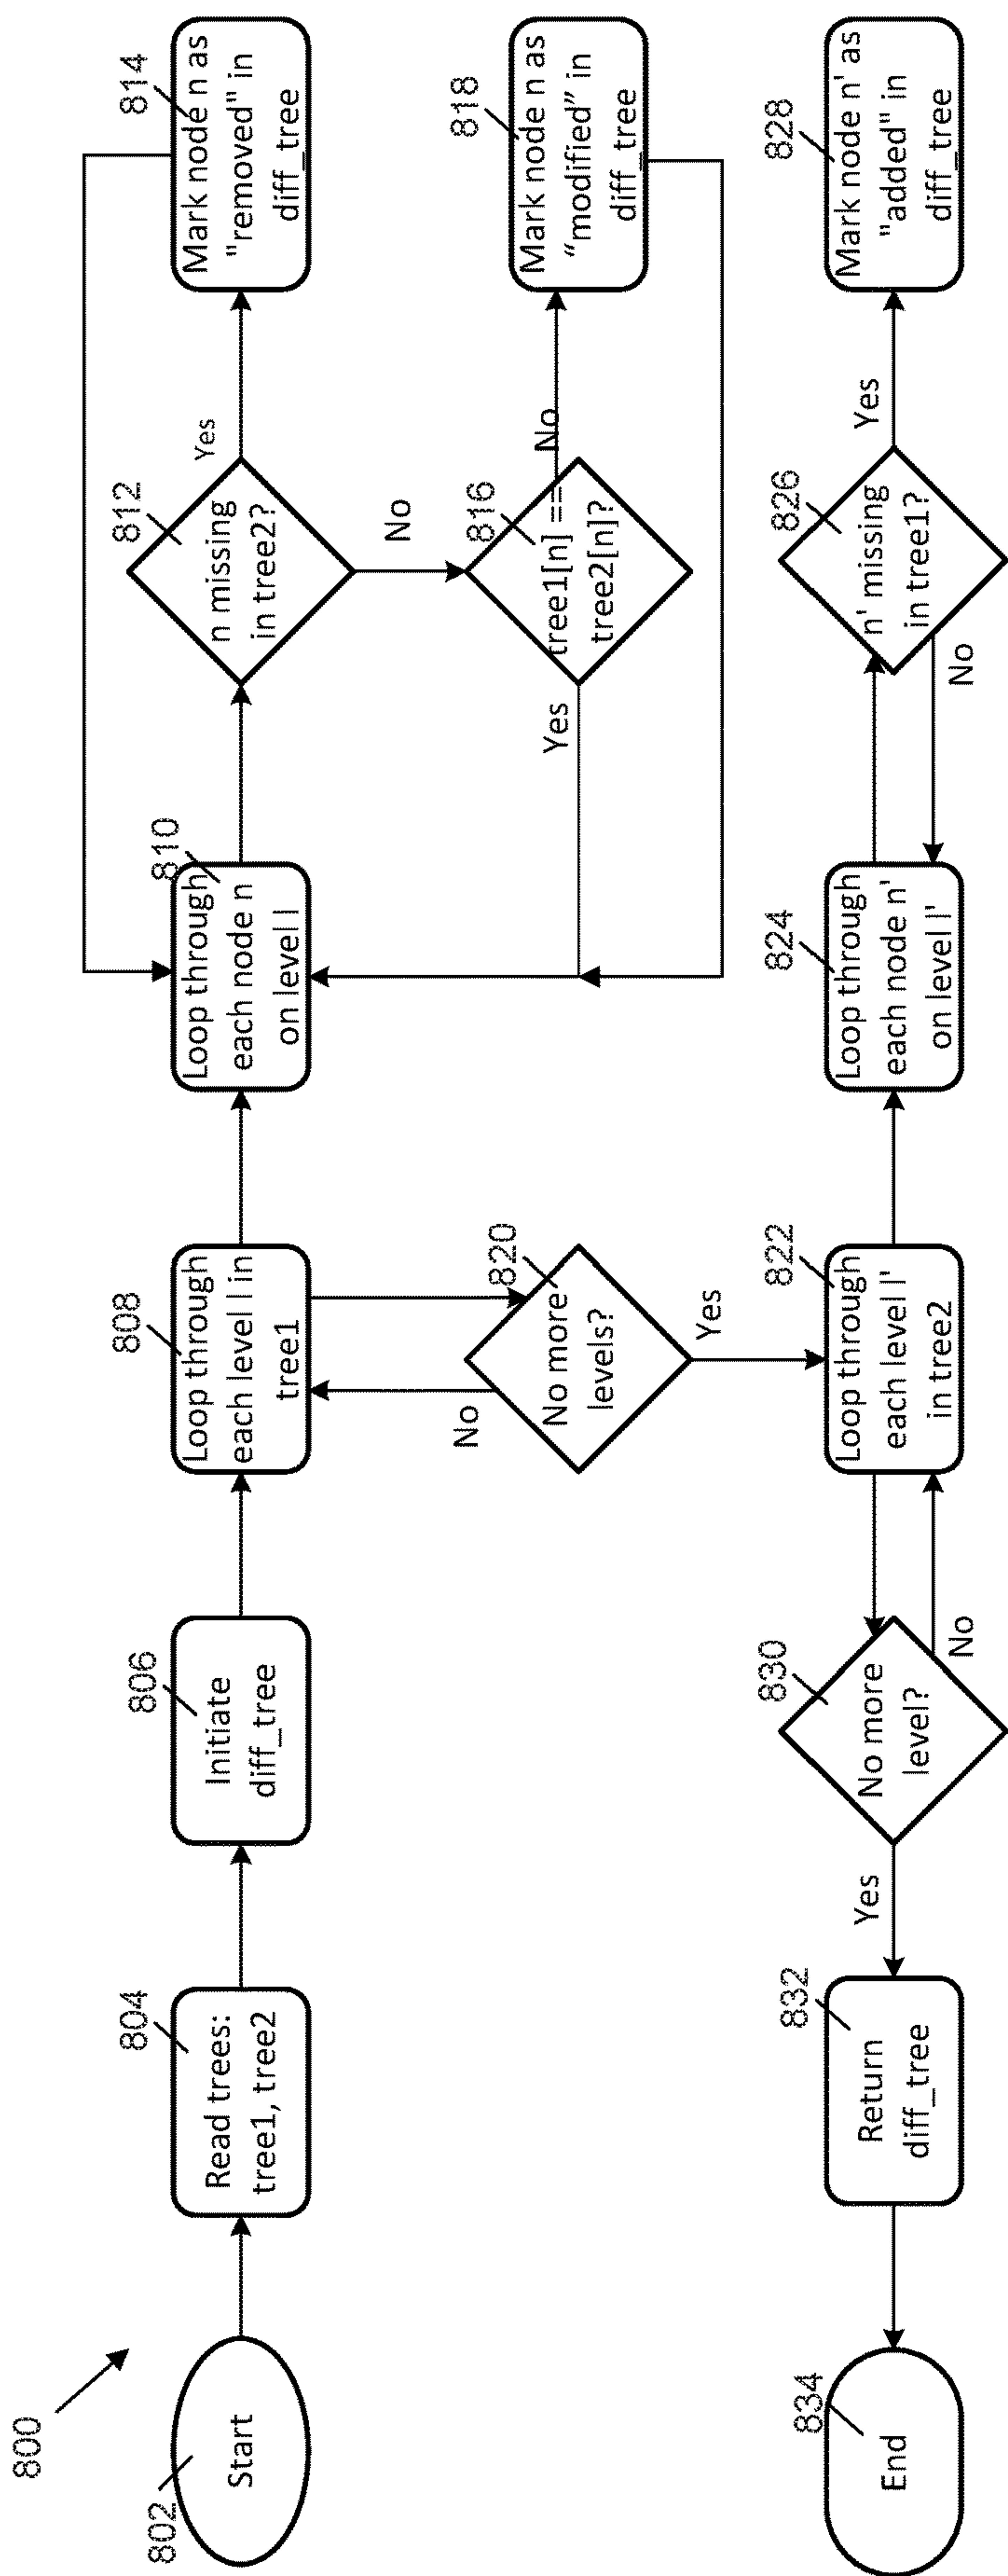 800
802
Start
804
Read trees:
tree1, tree2
806
Initiate
diff_tree
808
Loop through
each level l in
tree1
810
Loop through
each node n
on level l
812
n missing
in tree2?
Yes
814
Mark node n as
"removed" in
diff_tree
No
816
tree1[n] ==
tree2[n]?
Yes
No
818
Mark node n as
“modified” in
diff_tree
820
No more
levels?
No
Yes
822
Loop through
each level l'
in tree2
824
Loop through
each node n'
on level l'
826
n' missing
in tree1?
No
Yes
828
Mark node n' as
"added" in
diff_tree
830
No more
level?
No
Yes
832
Return
diff_tree
834
End